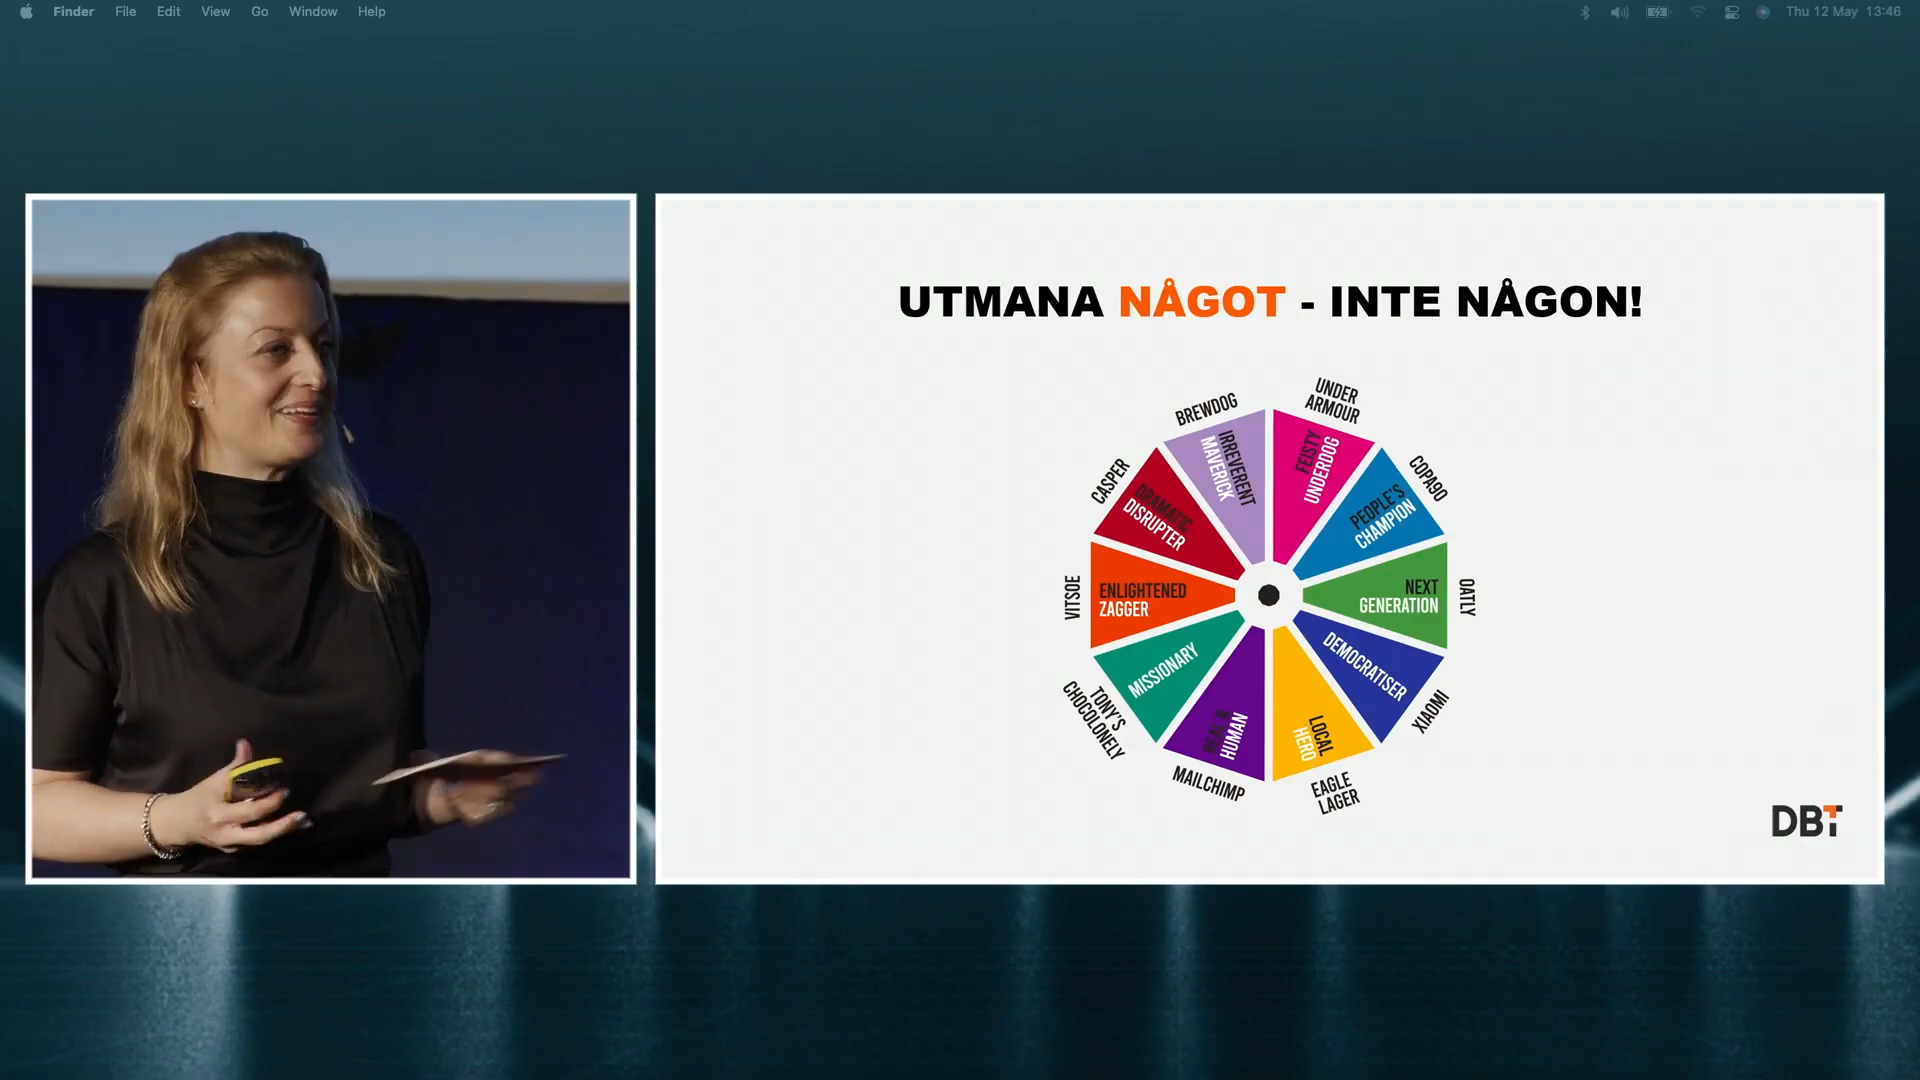 Finder File Edit View Go Window Help
Thu 12 May 13:46
UTMANA NÅGOT - INTE NÅGON!
UNDER
ARMOUR
BREWDOG
FEISTY
UNDERDOG
IRREVERENT
MAVERICK
CASPER
COPA90
DRAMATIC
DISRUPTER
PEOPLE'S
CHAMPION
VITSOE
ENLIGHTENED
ZAGGER
NEXT
GENERATION
OATLY
MISSIONARY
DEMOCRATISER
TONY'S
CHOCOLONELY
XIAOMI
REAL &
HUMAN
LOCAL
HERO
MAILCHIMP
EAGLE
LAGER
DBT